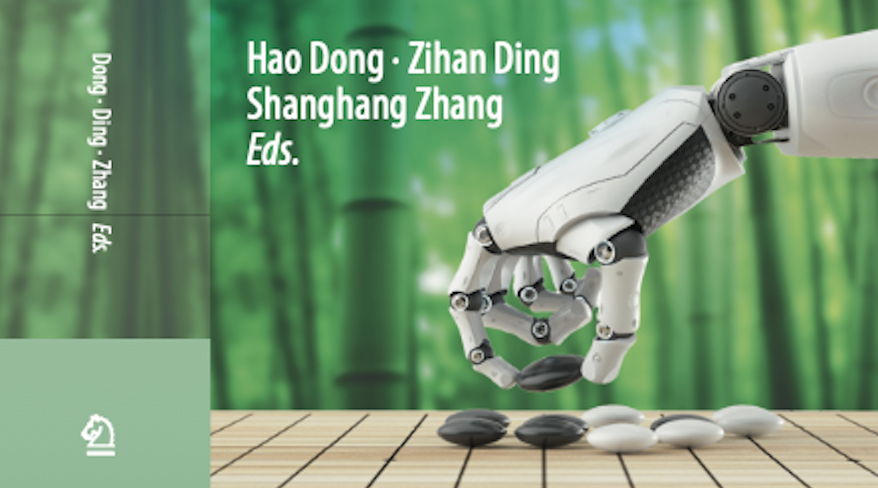 Dong · Ding · Zhang Eds.
Hao Dong · Zihan Ding
Shanghang Zhang
Eds.